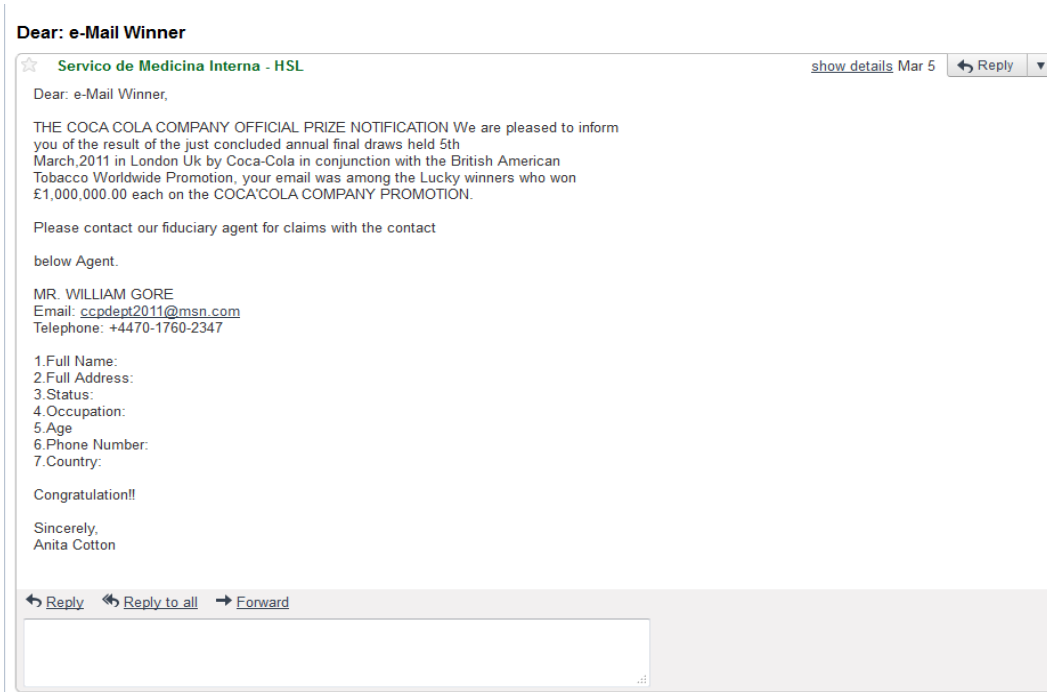 Dear: e-Mail Winner
Servico de Medicina Interna - HSL
show details Mar 5 Reply
Dear: e-Mail Winner,
THE COCA COLA COMPANY OFFICIAL PRIZE NOTIFICATION We are pleased to inform
you of the result of the just concluded annual final draws held 5th
March,2011 in London Uk by Coca-Cola in conjunction with the British American
Tobacco Worldwide Promotion, your email was among the Lucky winners who won
£1,000,000.00 each on the COCA'COLA COMPANY PROMOTION.
Please contact our fiduciary agent for claims with the contact
below Agent.
MR. WILLIAM GORE
Email: ccpdept2011@msn.com
Telephone: +4470-1760-2347
1.Full Name:
2.Full Address:
3.Status:
4.Occupation:
5.Age
6.Phone Number:
7.Country:
Congratulation!!
Sincerely,
Anita Cotton
Reply Reply to all Forward